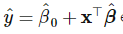 ŷ = β̂₀ + x⊤β̂ e